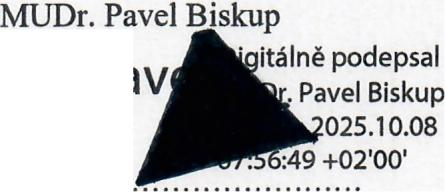 MUDr. Pavel Biskup
igitálně podepsal
r. Pavel Biskup
2025.10.08
:56:49 +02'00'